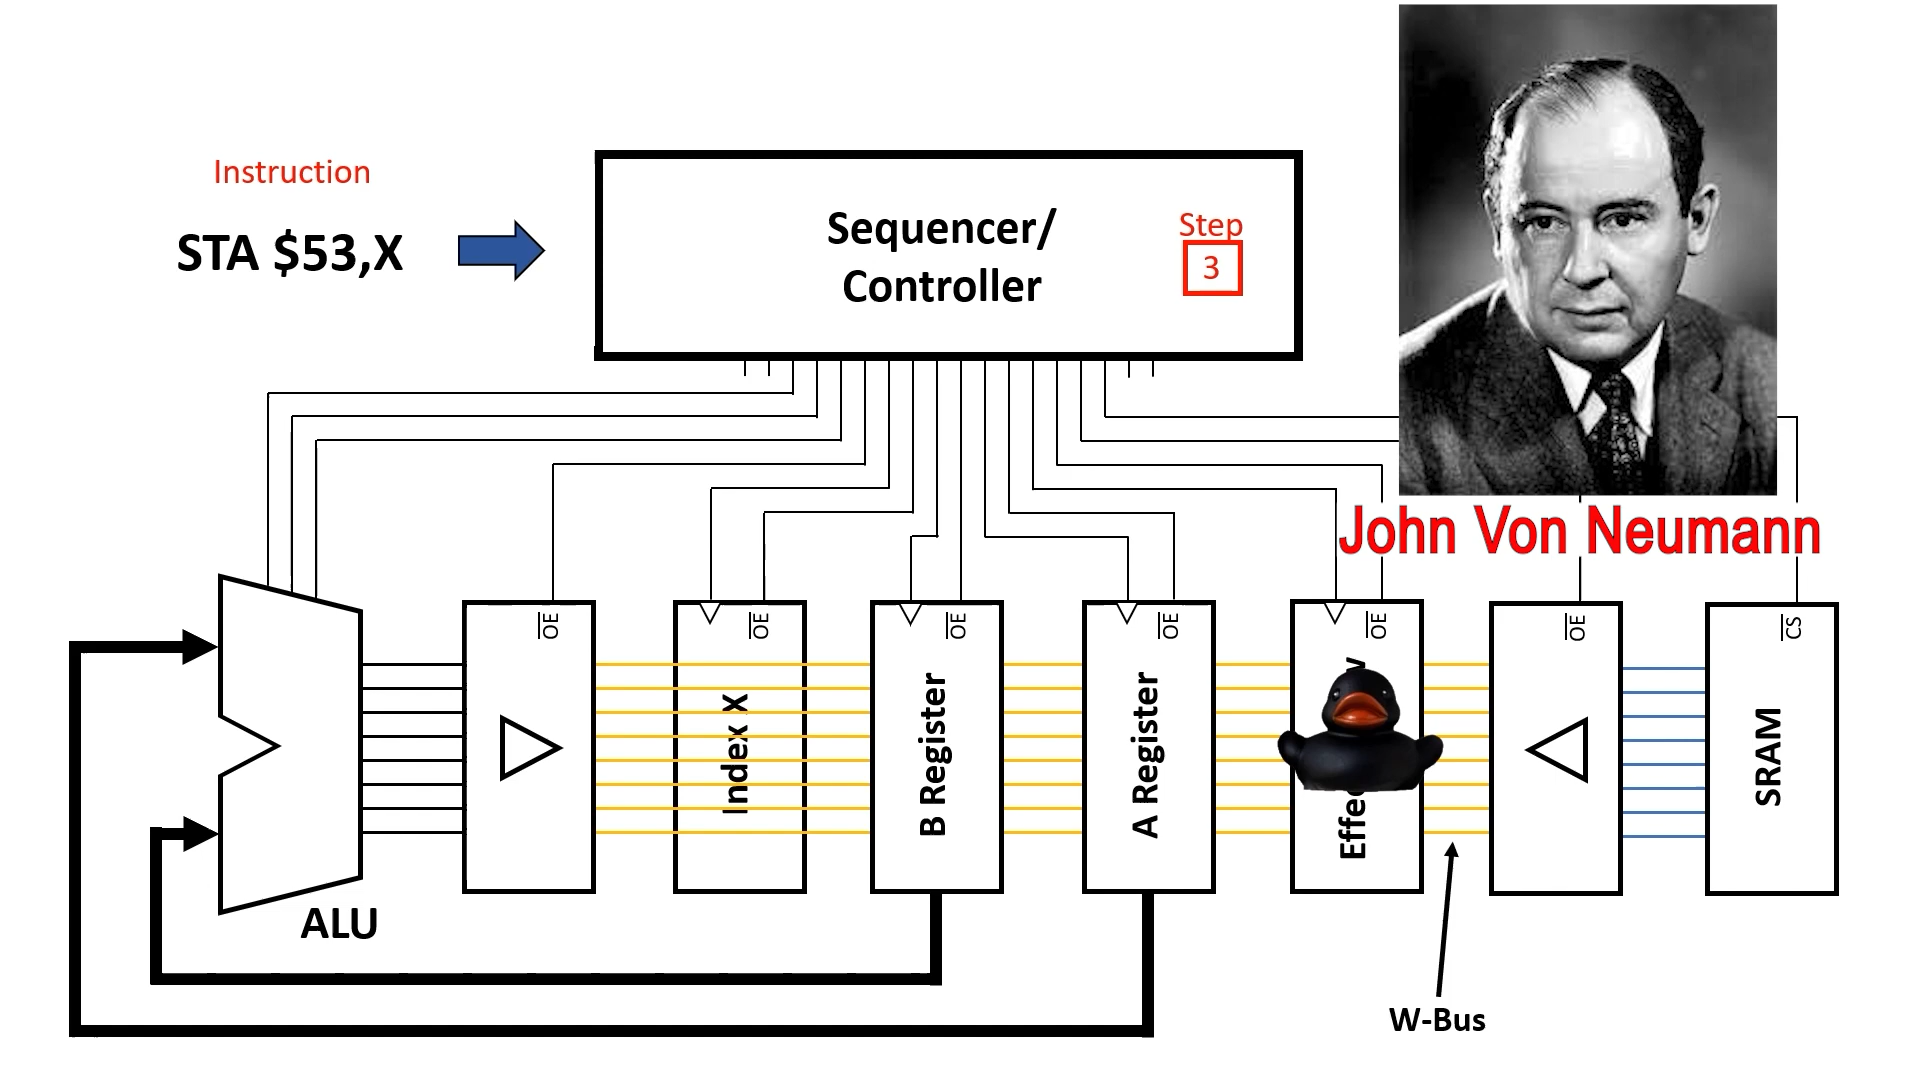 Instruction
STA $53,X
Sequencer/
Controller
Step
3
John Von Neumann
OE
OE
OE
OE
OE
OE
CS
Index X
B Register
A Register
SRAM
ALU
W-Bus